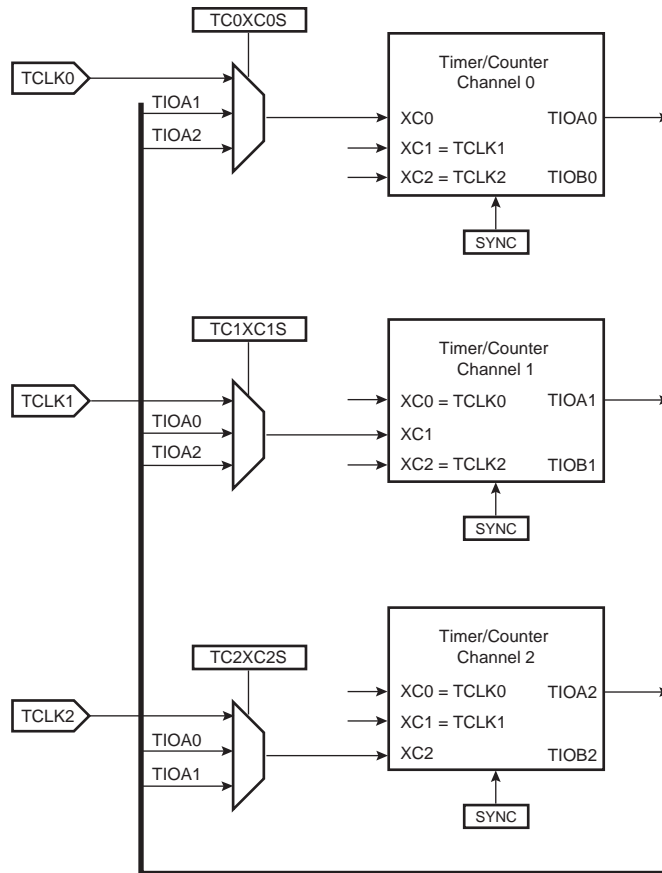 TC0XC0S
TCLK0
TIOA1
TIOA2
Timer/Counter
Channel 0
XC0
TIOA0
XC1 = TCLK1
XC2 = TCLK2
TIOB0
SYNC
TC1XC1S
TCLK1
TIOA0
TIOA2
Timer/Counter
Channel 1
XC0 = TCLK0
TIOA1
XC1
XC2 = TCLK2
TIOB1
SYNC
TC2XC2S
TCLK2
TIOA0
TIOA1
Timer/Counter
Channel 2
XC0 = TCLK0
TIOA2
XC1 = TCLK1
XC2
TIOB2
SYNC